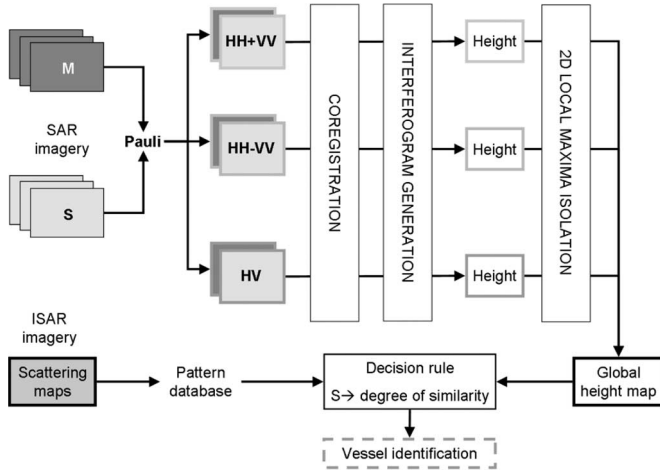 M
SAR
imagery
Pauli
S
HH+VV
HH-VV
HV
COREGISTRATION
INTERFEROGRAM GENERATION
Height
Height
Height
2D LOCAL MAXIMA ISOLATION
ISAR
imagery
Scattering
maps
Pattern
database
Decision rule
S→ degree of similarity
Global
height map
Vessel identification